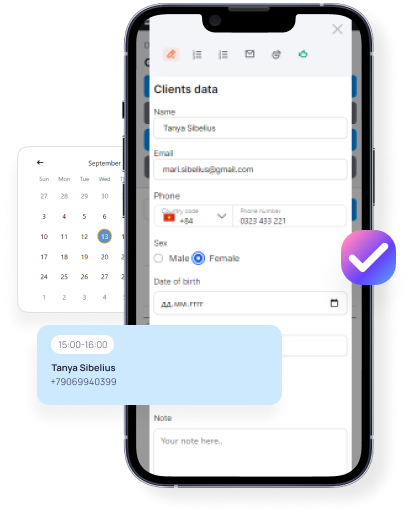 Clients data
Name
Tanya Sibelius
Email
mari.sibelius@gmail.com
Phone
Country code
+84
Phone number
0323 433 221
Sex
Male
Female
Date of birth
дд.мм.гггг
Note
Your note here..
September
Sun Mon Tue Wed
27 28 29 30
3 4 5 6
10 11 12 13
17 18 19 20
24 25 26 27
1 2 3 4
15:00-16:00
Tanya Sibelius
+79069940399